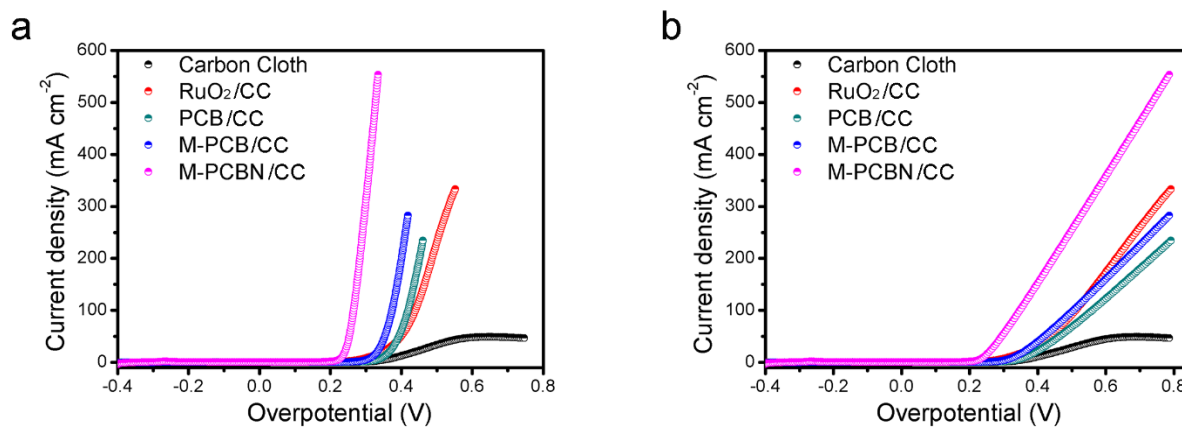 a
600
500
400
300
200
100
0
Current density (mA cm⁻²)
Carbon Cloth
RuO₂/CC
PCB/CC
M-PCB/CC
M-PCBN/CC
-0.4 -0.2 0.0 0.2 0.4 0.6 0.8
Overpotential (V)
b
600
500
400
300
200
100
0
Current density (mA cm⁻²)
Carbon Cloth
RuO₂/CC
PCB/CC
M-PCB/CC
M-PCBN/CC
-0.4 -0.2 0.0 0.2 0.4 0.6 0.8
Overpotential (V)